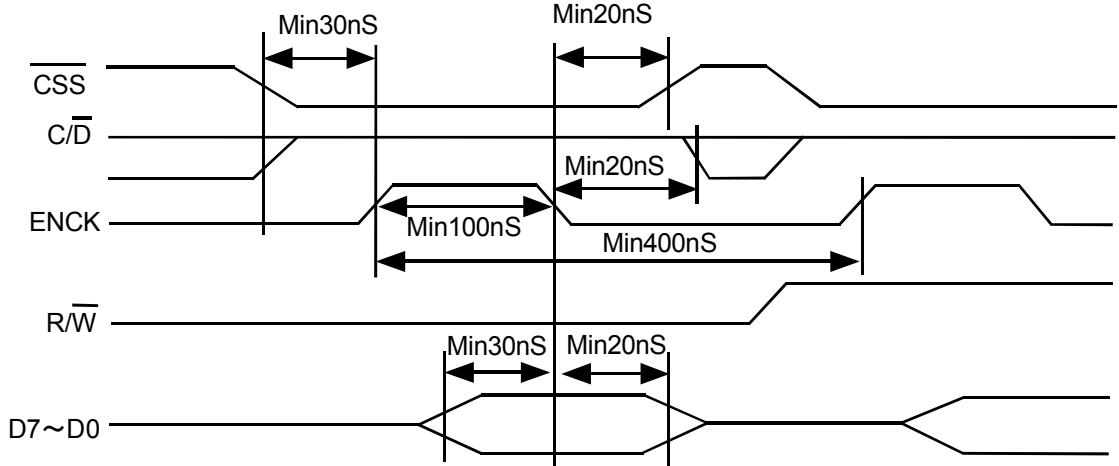 Min30nS
Min20nS
CSS
C/D
Min20nS
ENCK
Min100nS
Min400nS
R/W
Min30nS
Min20nS
D7～D0